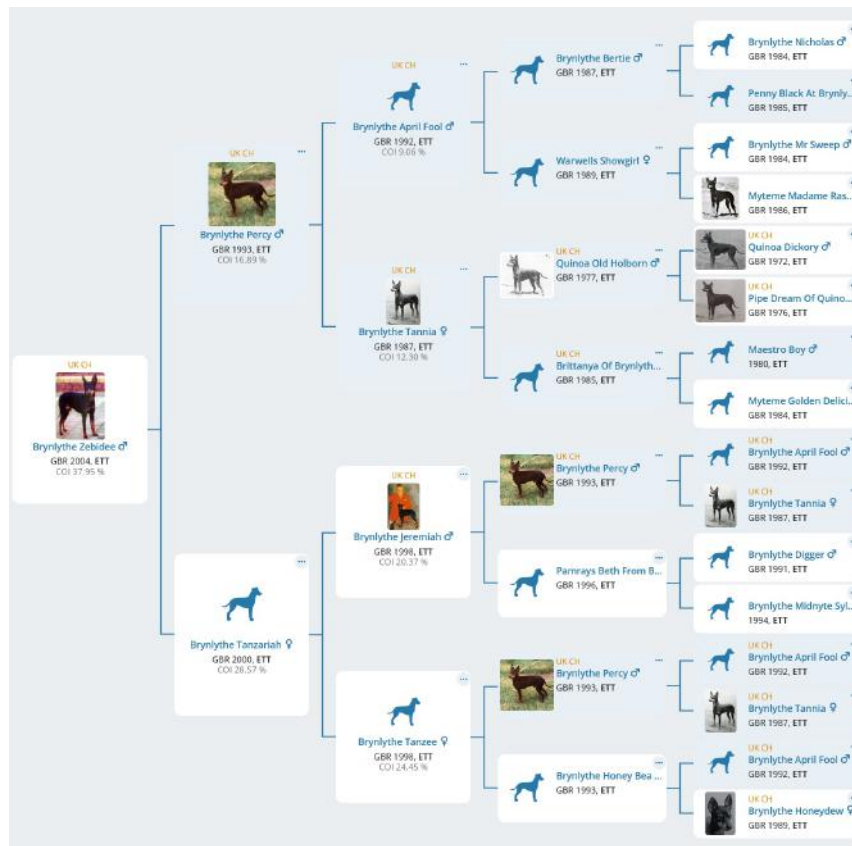 UK CH
Brynlythe Zebidee ♂
GBR 2004, ETT
COI 37.95 %
UK CH
Brynlythe Percy ♂
GBR 1993, ETT
COI 16.89 %
Brynlythe Tanzariah ♀
GBR 2000, ETT
COI 28.57 %
UK CH
Brynlythe April Fool ♂
GBR 1992, ETT
COI 9.06 %
UK CH
Brynlythe Tannia ♀
GBR 1987, ETT
COI 12.30 %
UK CH
Brynlythe Jeremiah ♂
GBR 1998, ETT
COI 20.37 %
Brynlythe Tanzee ♀
GBR 1998, ETT
COI 24.45 %
Brynlythe Bertie ♂
GBR 1987, ETT
Warwells Showgirl ♀
GBR 1989, ETT
UK CH
Quinoa Old Holborn ♂
GBR 1977, ETT
UK CH
Brittanya Of Brynlyth...
GBR 1985, ETT
UK CH
Brynlythe Percy ♂
GBR 1993, ETT
Pamrays Beth From B...
GBR 1996, ETT
UK CH
Brynlythe Percy ♂
GBR 1993, ETT
Brynlythe Honey Bea ...
GBR 1993, ETT
Brynlythe Nicholas ♂
GBR 1984, ETT
Penny Black At Brynly...
GBR 1985, ETT
Brynlythe Mr Sweep ♂
GBR 1984, ETT
Myteme Madame Ras...
GBR 1986, ETT
UK CH
Quinoa Dickory ♂
GBR 1972, ETT
UK CH
Pipe Dream Of Quino...
GBR 1976, ETT
Maestro Boy ♂
1980, ETT
Myteme Golden Delici...
GBR 1984, ETT
UK CH
Brynlythe April Fool ♂
GBR 1992, ETT
UK CH
Brynlythe Tannia ♀
GBR 1987, ETT
Brynlythe Digger ♂
GBR 1991, ETT
Brynlythe Midnyte Syl...
1994, ETT
UK CH
Brynlythe April Fool ♂
GBR 1992, ETT
UK CH
Brynlythe Tannia ♀
GBR 1987, ETT
UK CH
Brynlythe April Fool ♂
GBR 1992, ETT
UK CH
Brynlythe Honeydew ♀
GBR 1989, ETT